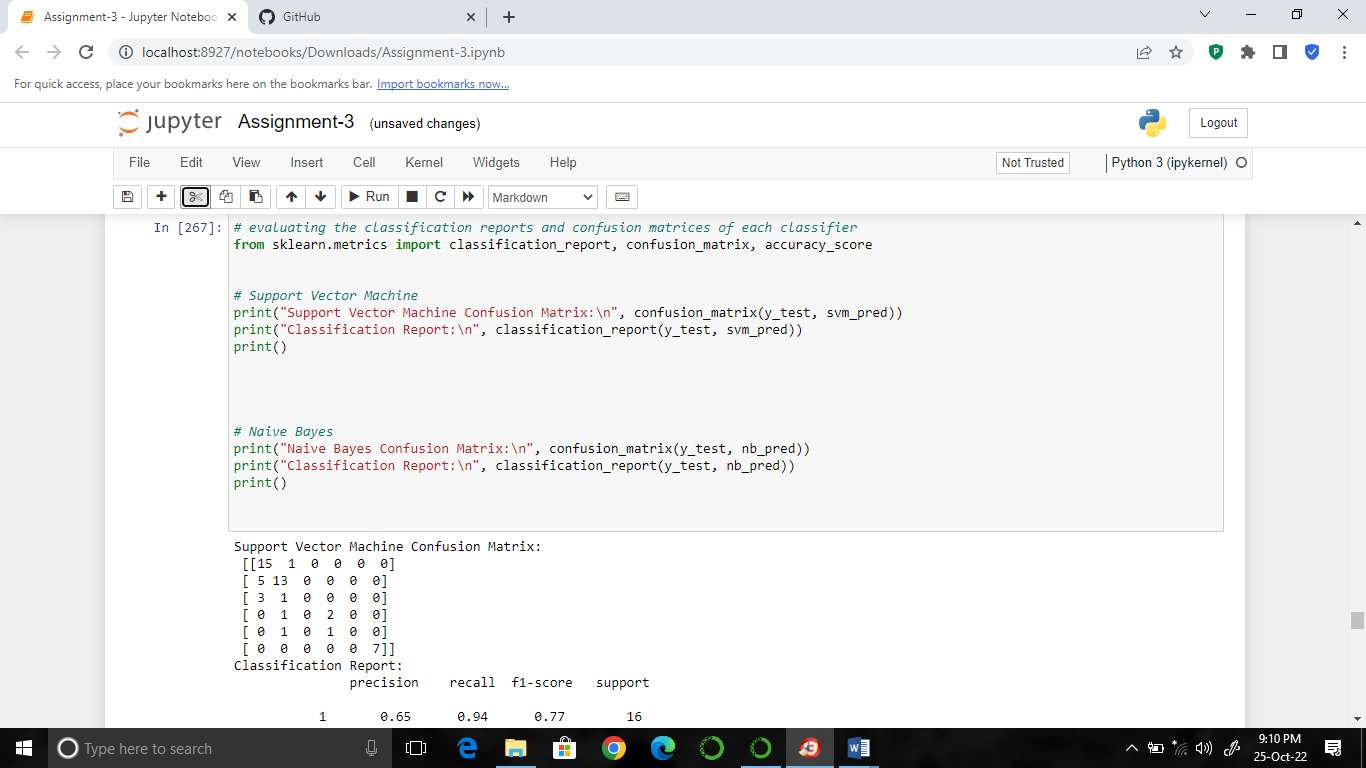 Assignment-3 - Jupyter Noteboo
GitHub
localhost:8927/notebooks/Downloads/Assignment-3.ipynb
For quick access, place your bookmarks here on the bookmarks bar. Import bookmarks now...
jupyter Assignment-3 (unsaved changes)
Logout
File Edit View Insert Cell Kernel Widgets Help
Not Trusted
Python 3 (ipykernel)
Run
Markdown
In [267]:
# evaluating the classification reports and confusion matrices of each classifier
from sklearn.metrics import classification_report, confusion_matrix, accuracy_score
# Support Vector Machine
print("Support Vector Machine Confusion Matrix:\n", confusion_matrix(y_test, svm_pred))
print("Classification Report:\n", classification_report(y_test, svm_pred))
print()
# Naive Bayes
print("Naive Bayes Confusion Matrix:\n", confusion_matrix(y_test, nb_pred))
print("Classification Report:\n", classification_report(y_test, nb_pred))
print()
Support Vector Machine Confusion Matrix:
[[15 1 0 0 0 0]
[ 5 13 0 0 0 0]
[ 3 1 0 0 0 0]
[ 0 1 0 2 0 0]
[ 0 1 0 1 0 0]
[ 0 0 0 0 0 7]]
Classification Report:
precision recall f1-score support
1 0.65 0.94 0.77 16
Type here to search
9:10 PM
25-Oct-22